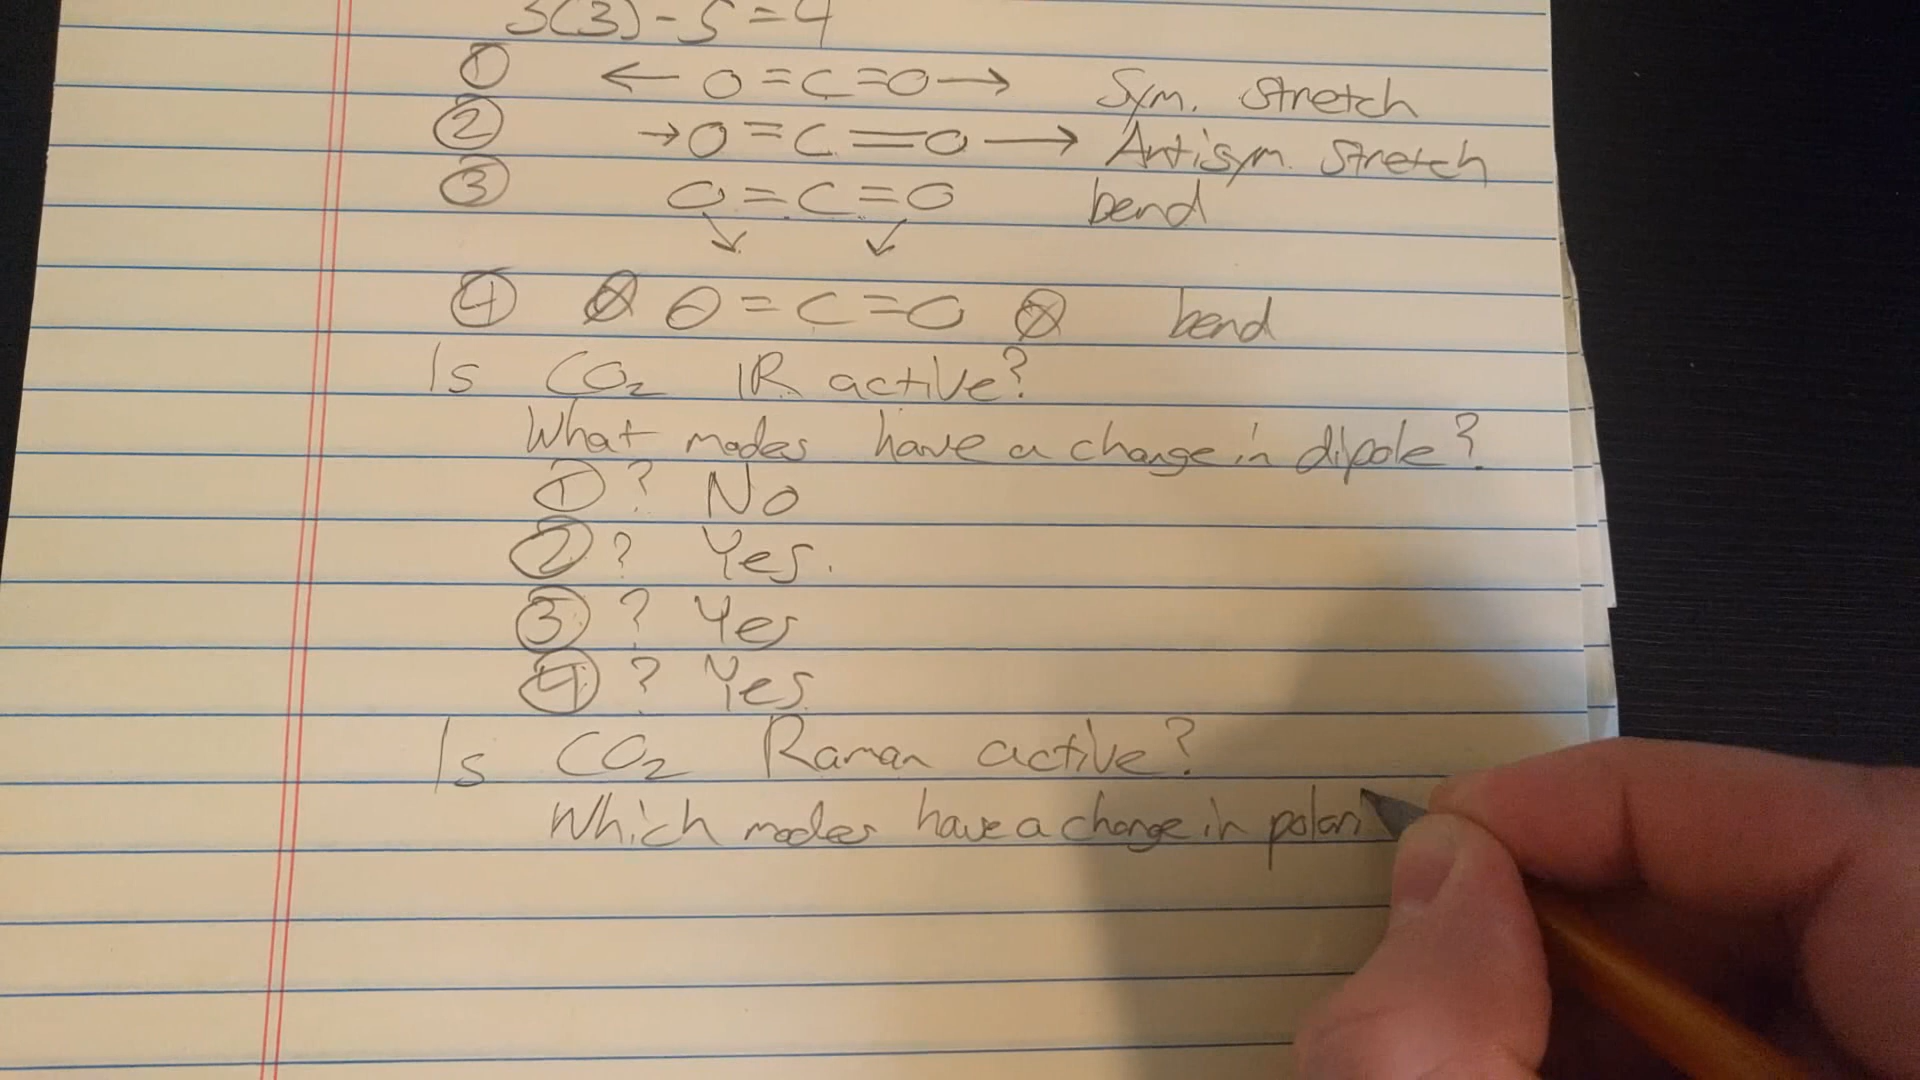 3(3)-5=4
① ← O=C=O → Sym. Stretch
② →O=C=O → Antisym. Stretch
③ O=C=O bend
↘ ↙
④ ⊗ O=C=O ⊗ bend
Is CO₂ IR active?
What modes have a change in dipole?
①? No
②? Yes.
③? Yes
④? Yes.
Is CO₂ Raman active?
Which modes have a change in polari